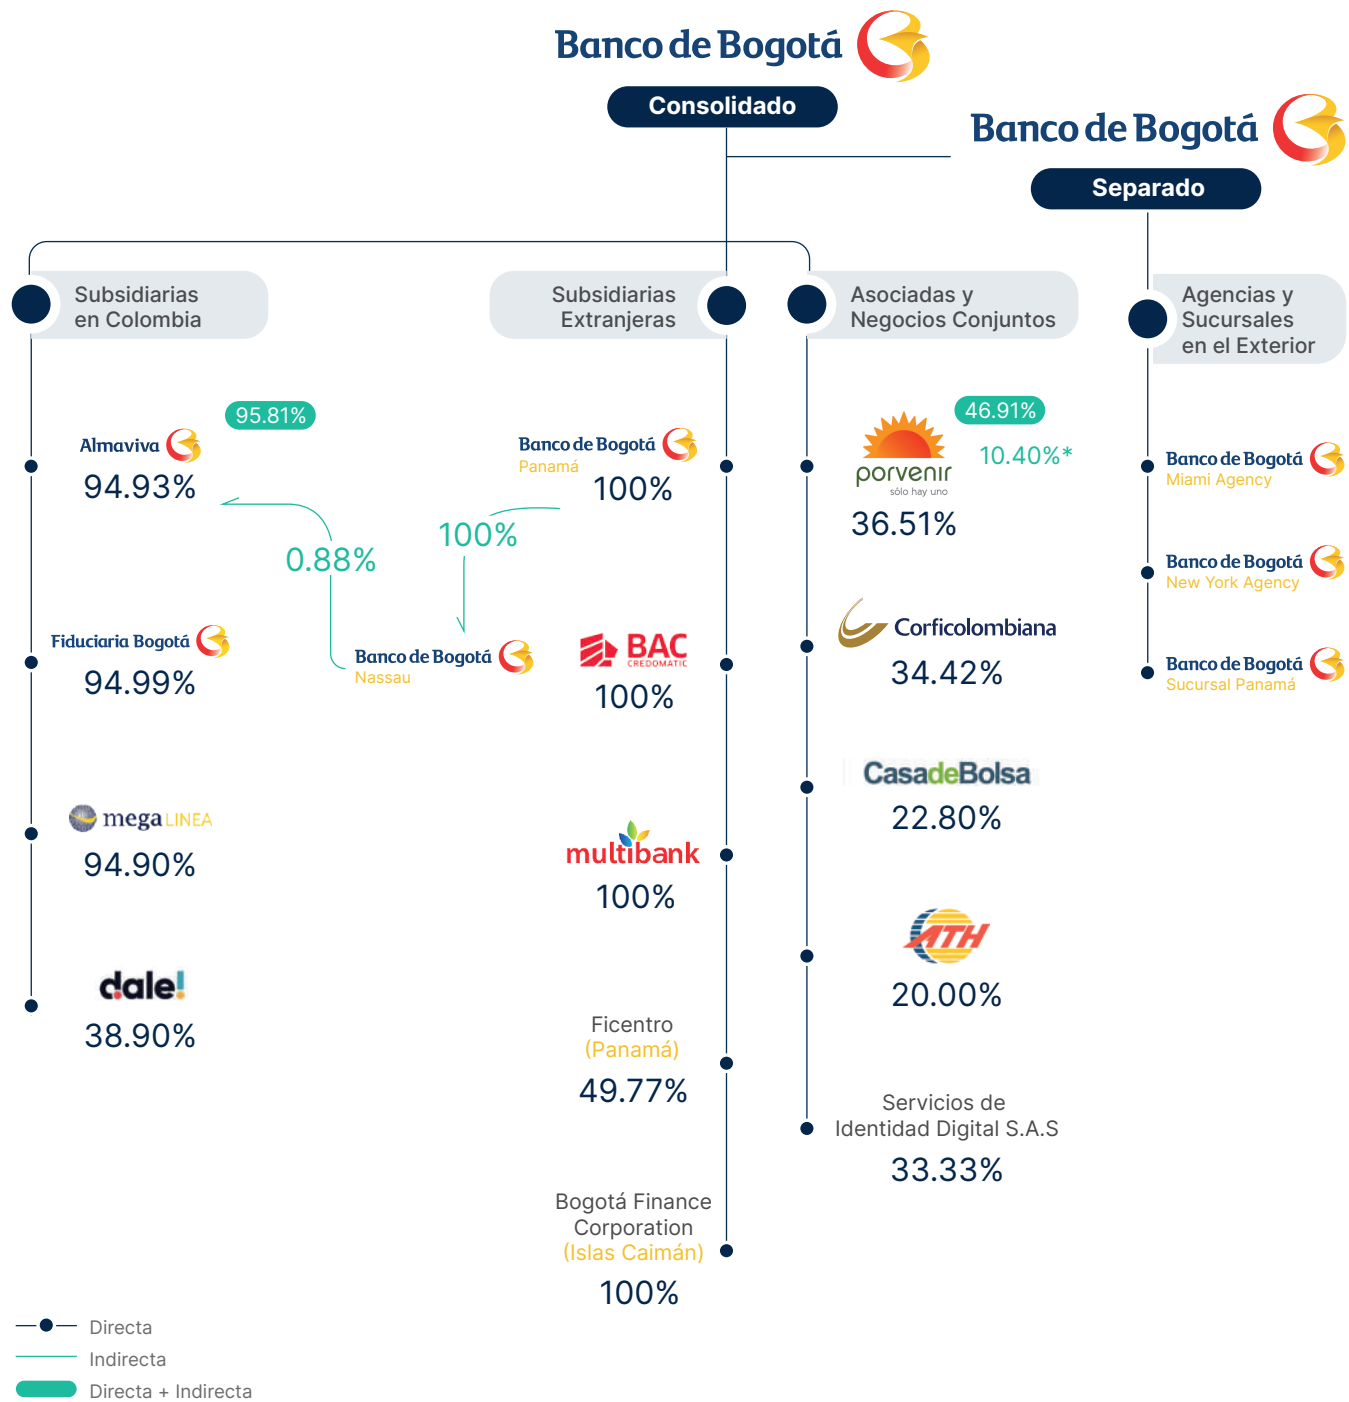 Banco de Bogotá
Consolidado
Banco de Bogotá
Separado
Subsidiarias
en Colombia
Almaviva
95.81%
94.93%
0.88%
Fiduciaria Bogotá
94.99%
mega LINEA
94.90%
dale!
38.90%
Subsidiarias
Extranjeras
Banco de Bogotá
Panamá
100%
100%
Banco de Bogotá
Nassau
BAC
CREDOMATIC
100%
multibank
100%
Ficentro
(Panamá)
49.77%
Bogotá Finance
Corporation
(Islas Caimán)
100%
Asociadas y
Negocios Conjuntos
46.91%
10.40%*
porvenir
sólo hay uno
36.51%
Corficolombiana
34.42%
CasadeBolsa
22.80%
ATH
20.00%
Servicios de
Identidad Digital S.A.S
33.33%
Agencias y
Sucursales
en el Exterior
Banco de Bogotá
Miami Agency
Banco de Bogotá
New York Agency
Banco de Bogotá
Sucursal Panamá
Directa
Indirecta
Directa + Indirecta